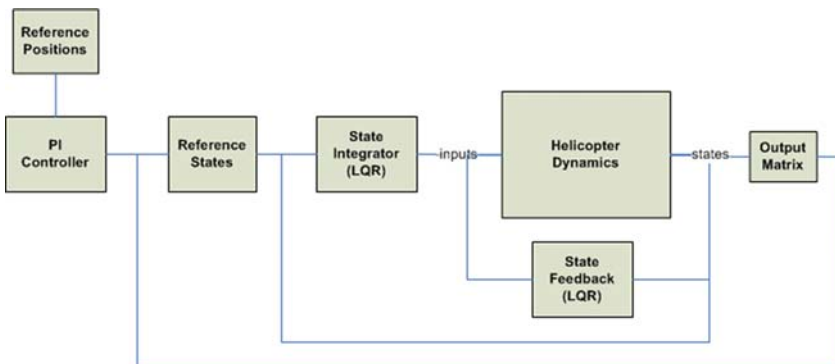 Reference
Positions
PI
Controller
Reference
States
State
Integrator
(LQR)
inputs
Helicopter
Dynamics
states
Output
Matrix
State
Feedback
(LQR)